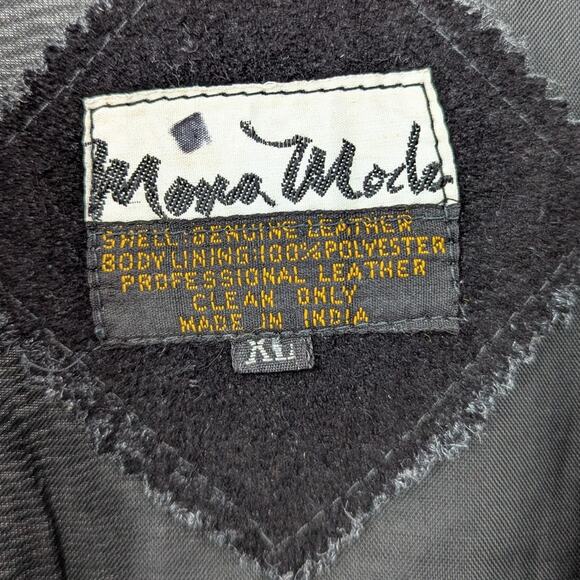 Mona Mode
SHELL: GENUINE LEATHER
BODY LINING: 100% POLYESTER
PROFESSIONAL LEATHER
CLEAN ONLY
MADE IN INDIA
XL